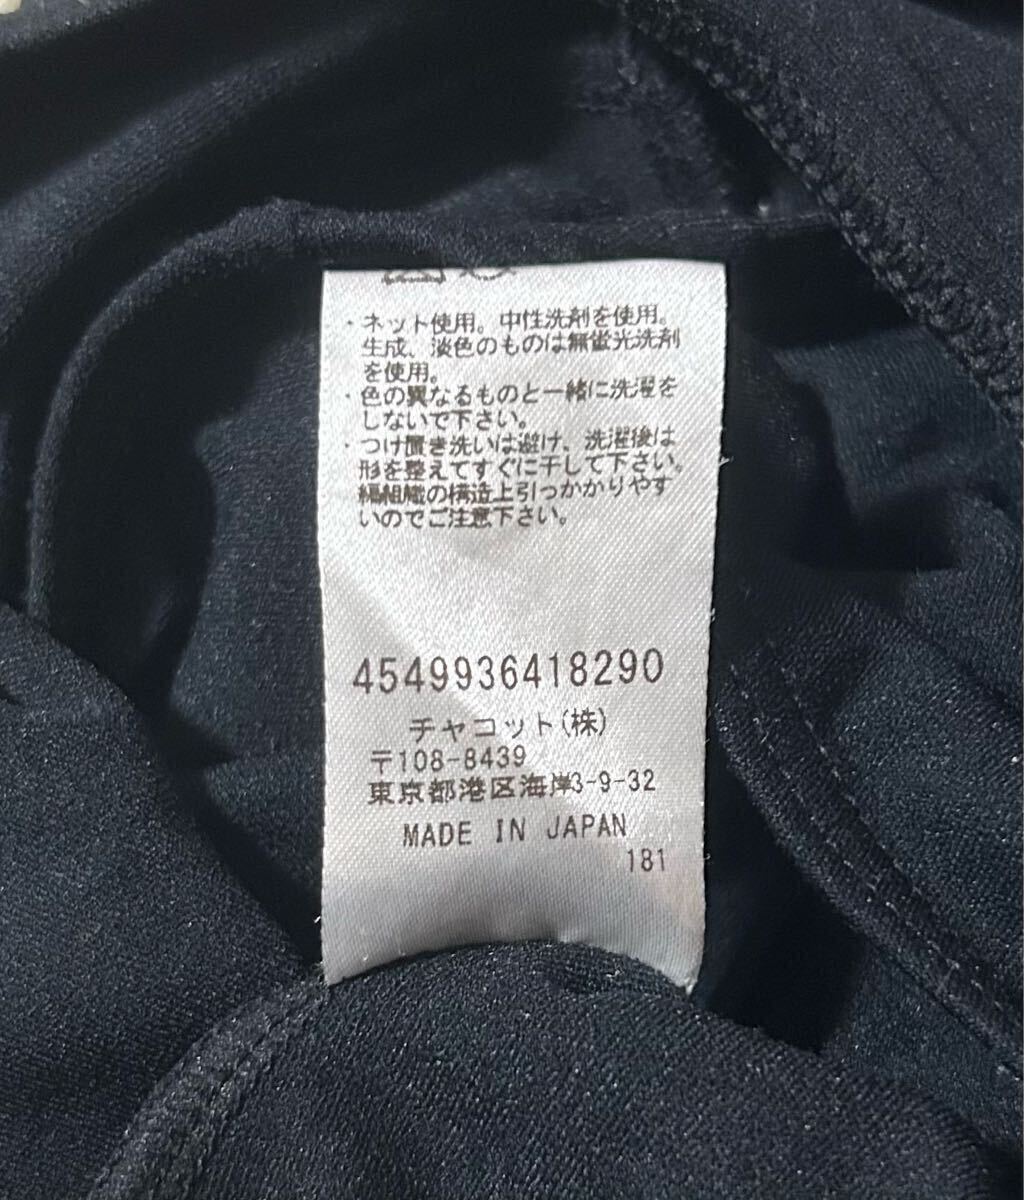 ・ネット使用。中性洗剤を使用。
生成、淡色のものは無蛍光洗剤
を使用。
・色の異なるものと一緒に洗濯を
しないで下さい。
・つけ置き洗いは避け、洗濯後は
形を整えてすぐに干して下さい。
編組織の構造上引っかかりやす
いのでご注意下さい。
4549936418290
チャコット(株)
〒108-8439
東京都港区海岸3-9-32
MADE IN JAPAN
181